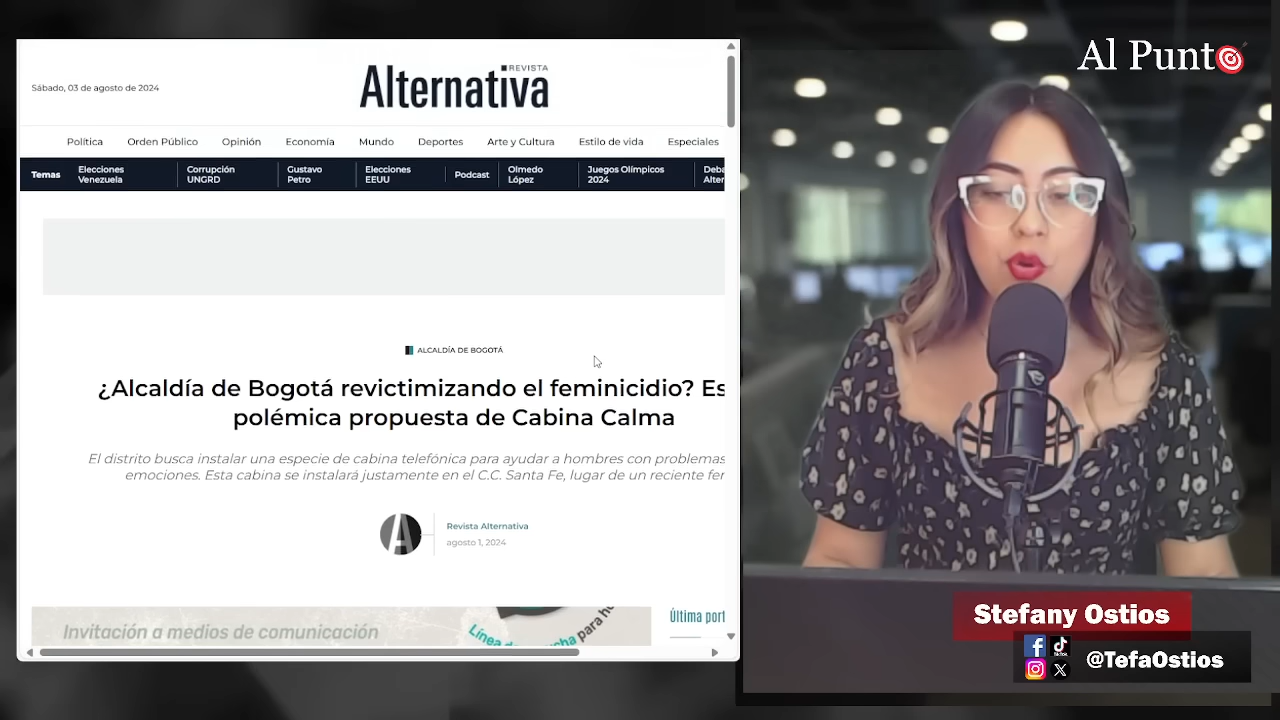 Sábado, 03 de agosto de 2024
REVISTA
Alternativa
Política Orden Público Opinión Economía Mundo Deportes Arte y Cultura Estilo de vida Especiales
Temas Elecciones Venezuela Corrupción UNGRD Gustavo Petro Elecciones EEUU Podcast Olmedo López Juegos Olímpicos 2024
ALCALDÍA DE BOGOTÁ
¿Alcaldía de Bogotá revictimizando el feminicidio? Es
polémica propuesta de Cabina Calma
El distrito busca instalar una especie de cabina telefónica para ayudar a hombres con problemas
emociones. Esta cabina se instalará justamente en el C.C. Santa Fe, lugar de un reciente
Revista Alternativa
agosto 1, 2024
Invitación a medios de comunicación
para
Última
Al Punto
Stefany Ostios
@TefaOstios